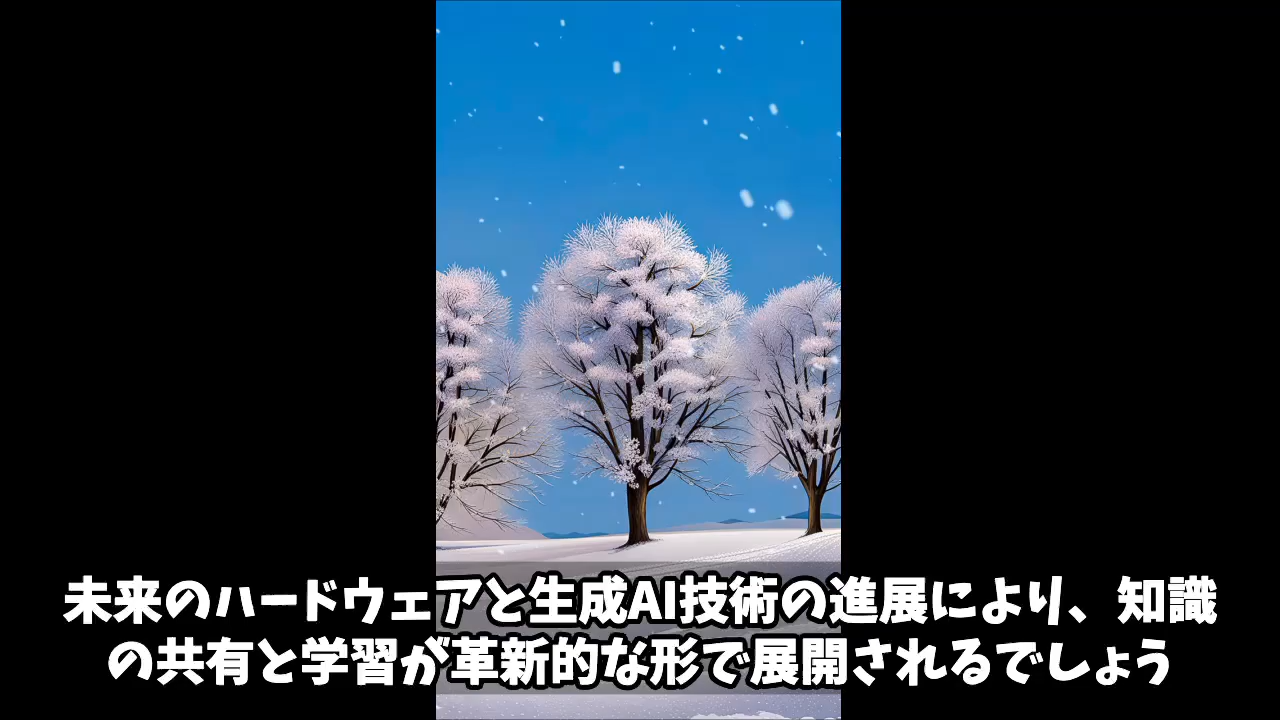 未来のハードウェアと生成AI技術の進展により、知識
の共有と学習が革新的な形で展開されるでしょう